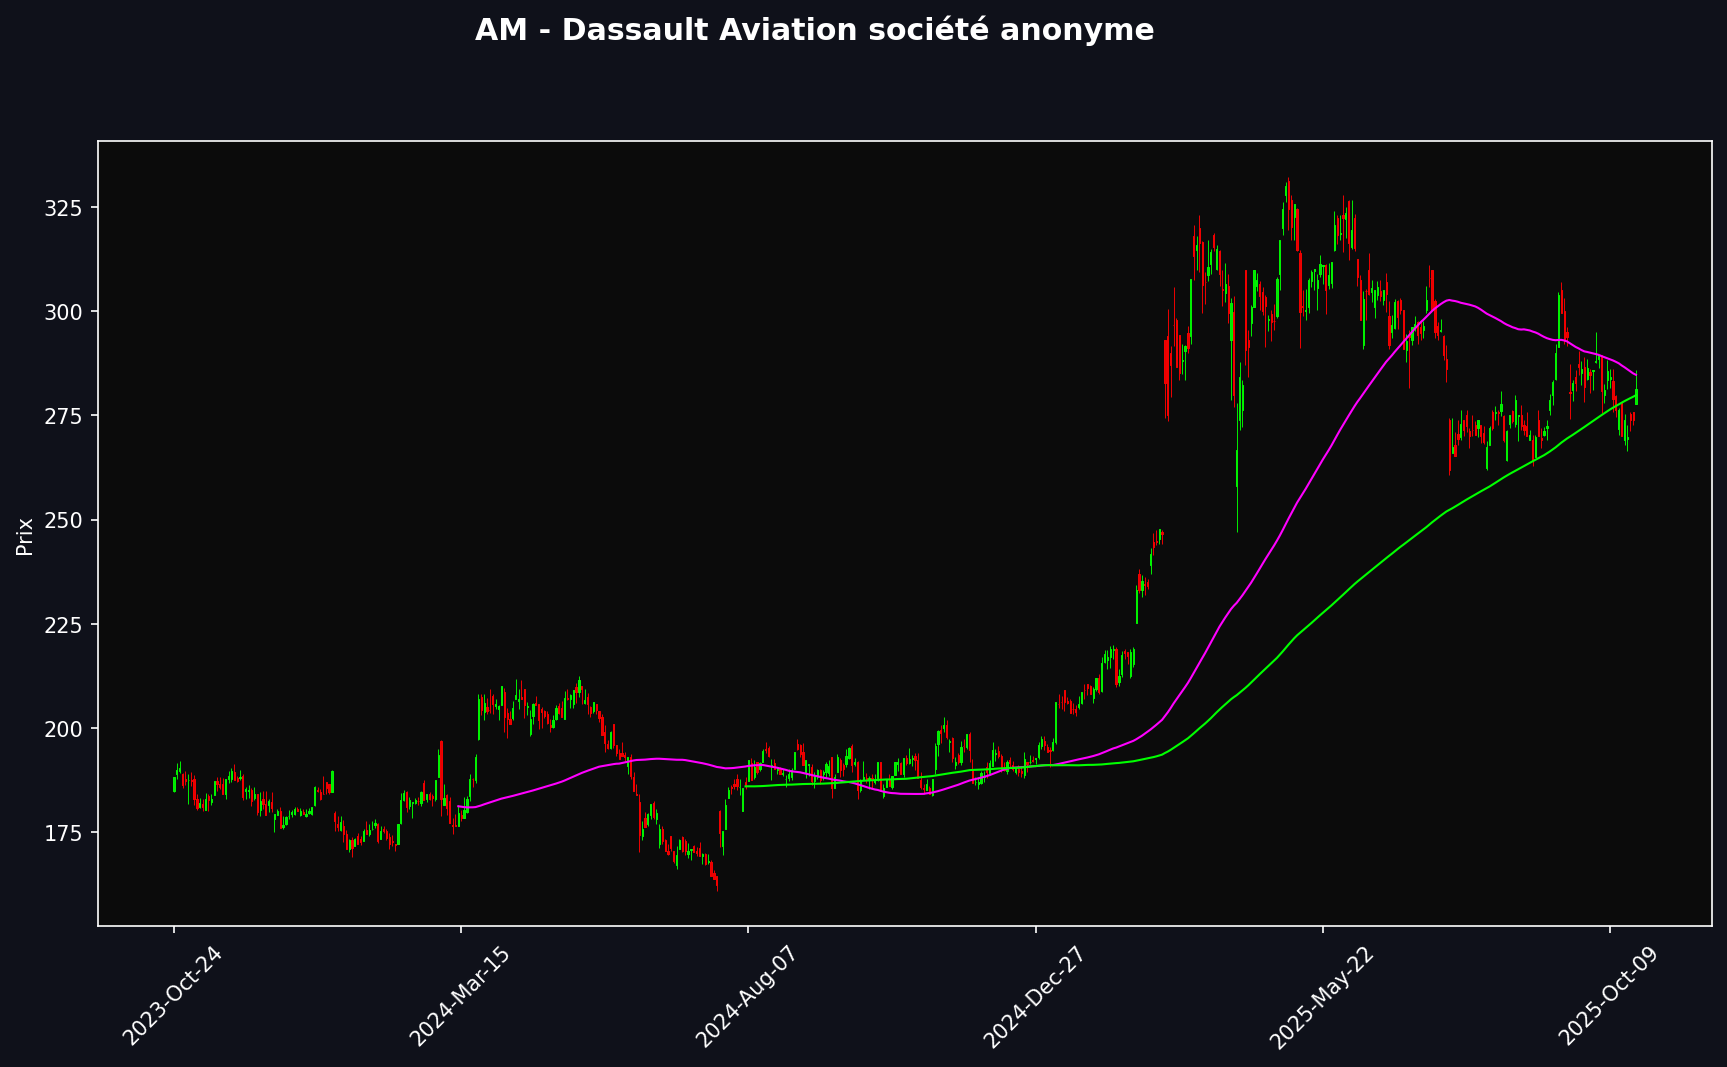 AM - Dassault Aviation société anonyme
Prix
325
300
275
250
225
200
175
2023-Oct-24
2024-Mar-15
2024-Aug-07
2024-Dec-27
2025-May-22
2025-Oct-09